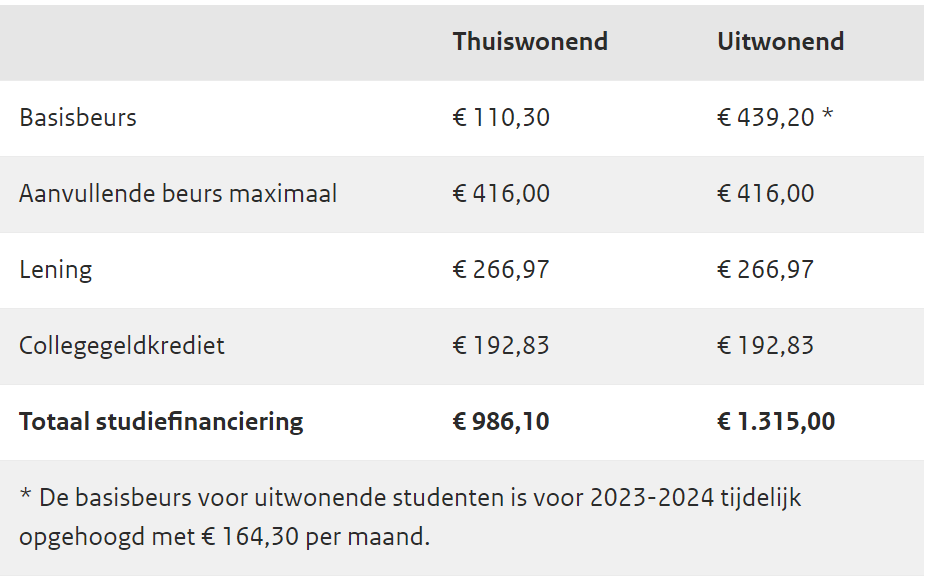 Thuiswonend Uitwonend
Basisbeurs € 110,30 € 439,20 *
Aanvullende beurs maximaal € 416,00 € 416,00
Lening € 266,97 € 266,97
Collegegeldkrediet € 192,83 € 192,83
Totaal studiefinanciering € 986,10 € 1.315,00
* De basisbeurs voor uitwonende studenten is voor 2023-2024 tijdelijk
opgehoogd met € 164,30 per maand.